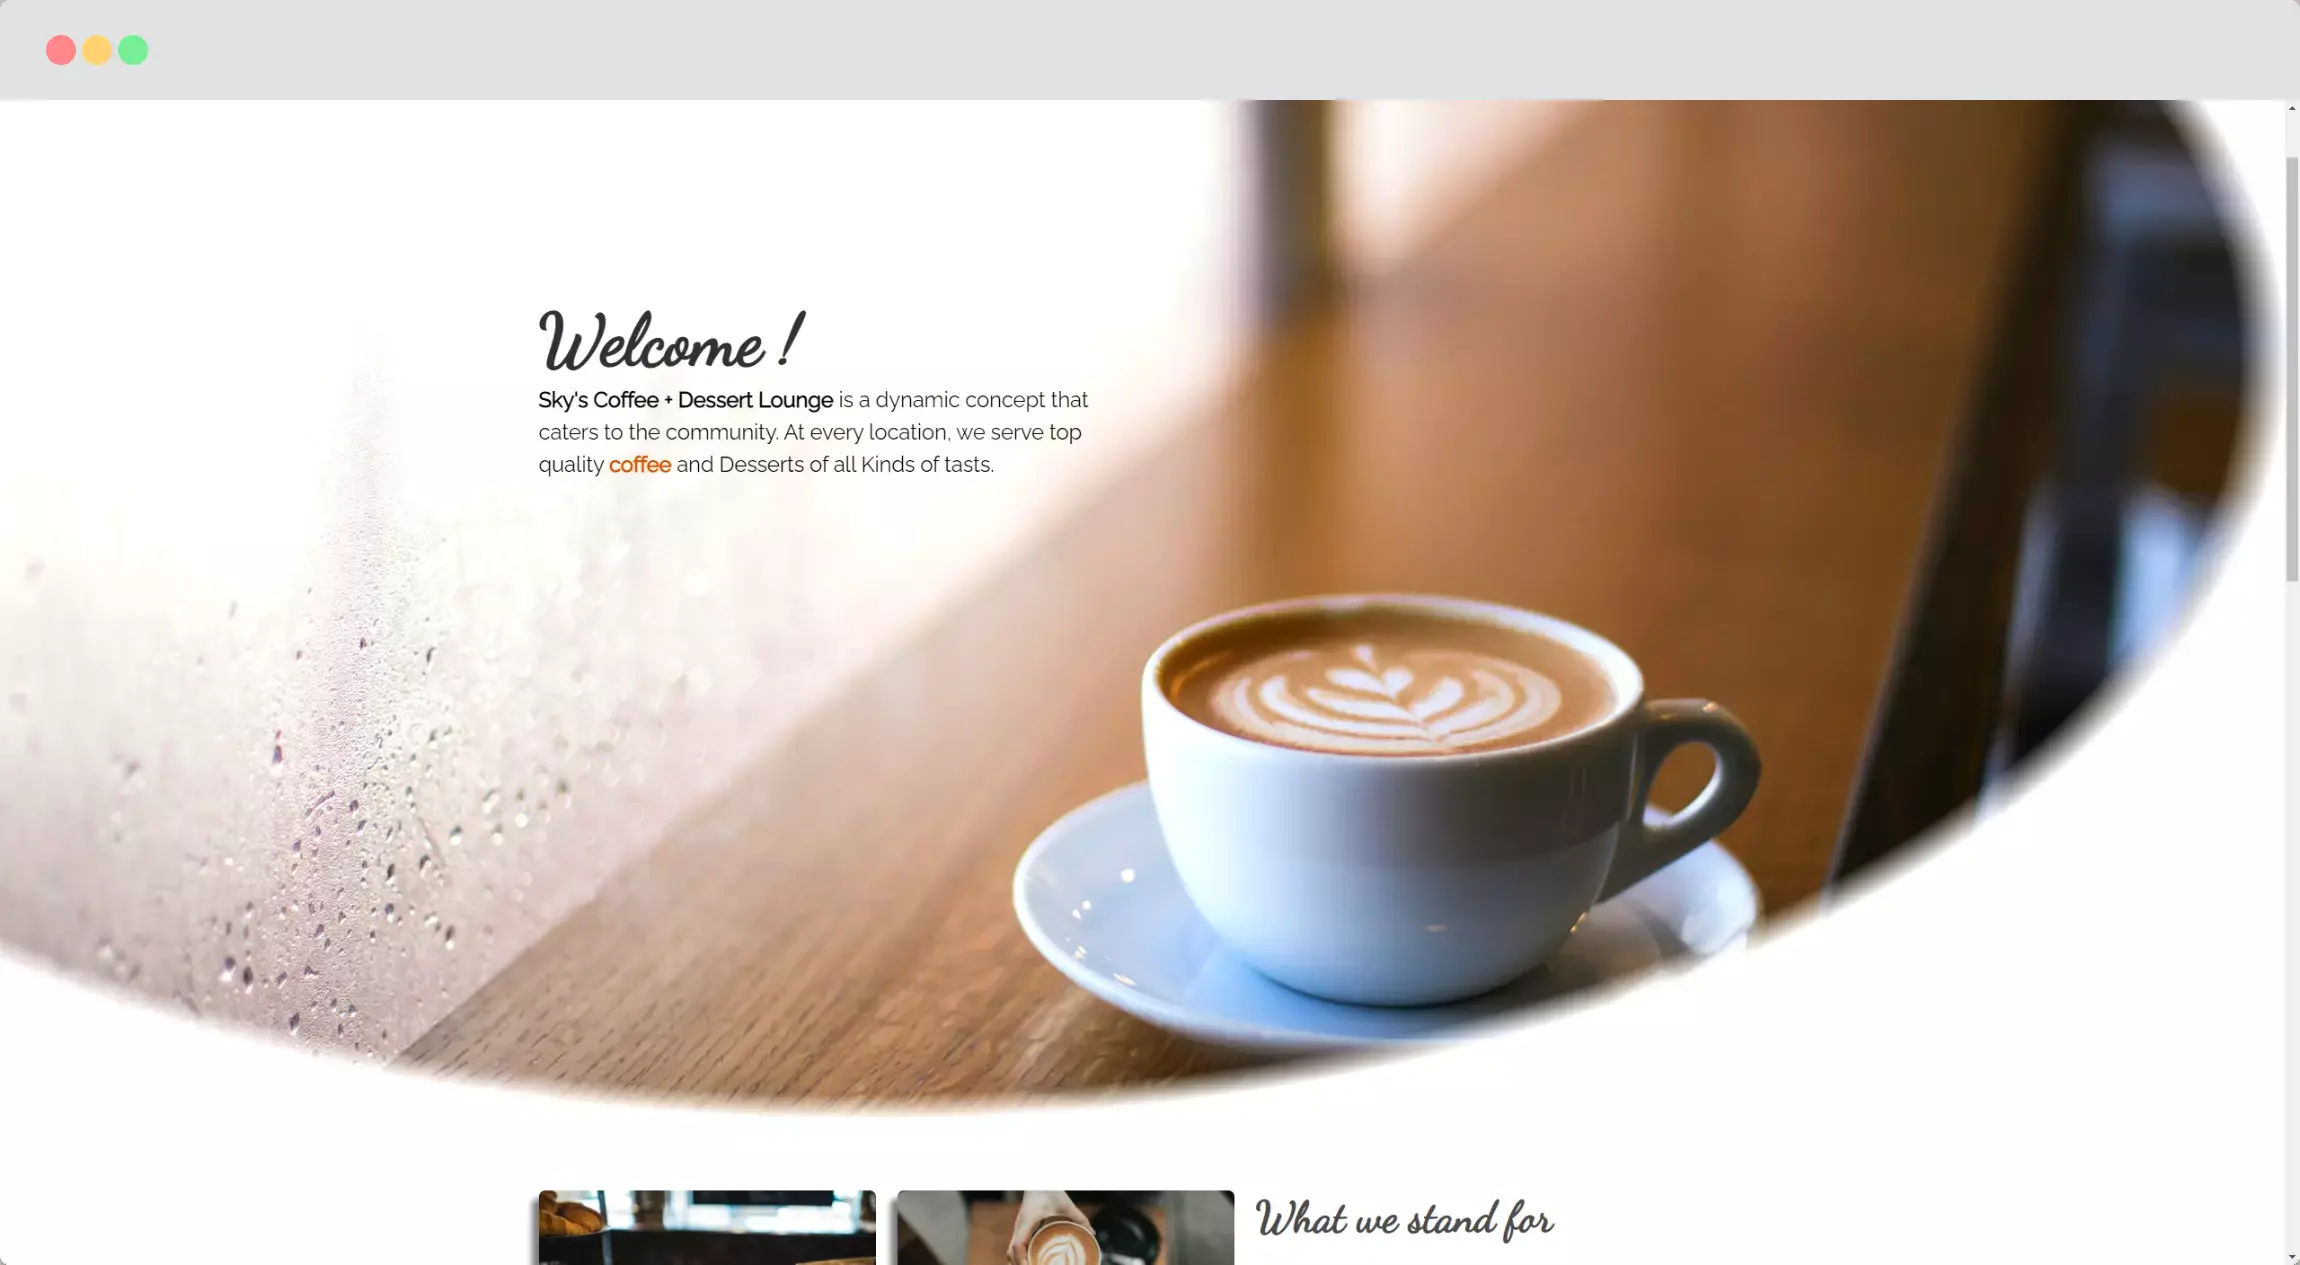 Welcome !
Sky's Coffee + Dessert Lounge is a dynamic concept that
caters to the community. At every location, we serve top
quality coffee and Desserts of all Kinds of tasts.
What we stand for